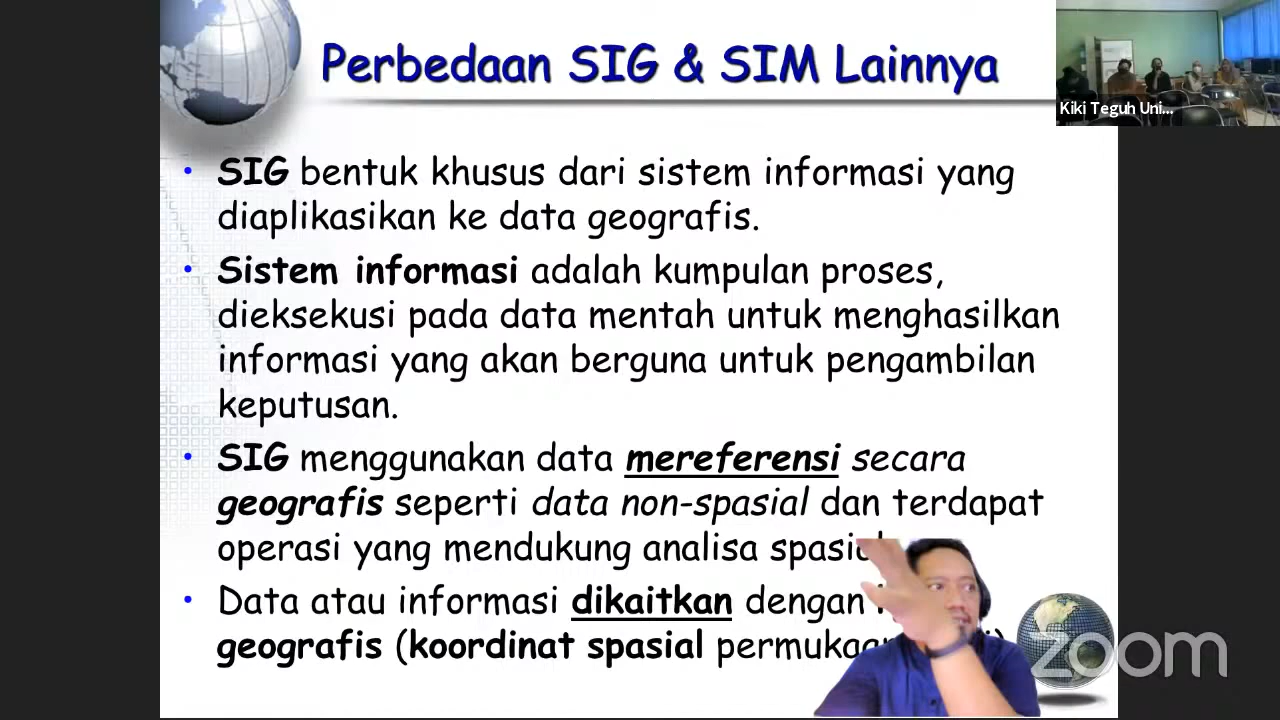 Perbedaan SIG & SIM Lainnya
Kiki Teguh Uni...
• SIG bentuk khusus dari sistem informasi yang
diaplikasikan ke data geografis.
• Sistem informasi adalah kumpulan proses,
dieksekusi pada data mentah untuk menghasilkan
informasi yang akan berguna untuk pengambilan
keputusan.
• SIG menggunakan data mereferensi secara
geografis seperti data non-spasial dan terdapat
operasi yang mendukung analisa
• Data atau informasi dikaitkan dengan
geografis (koordinat spasial
zoom